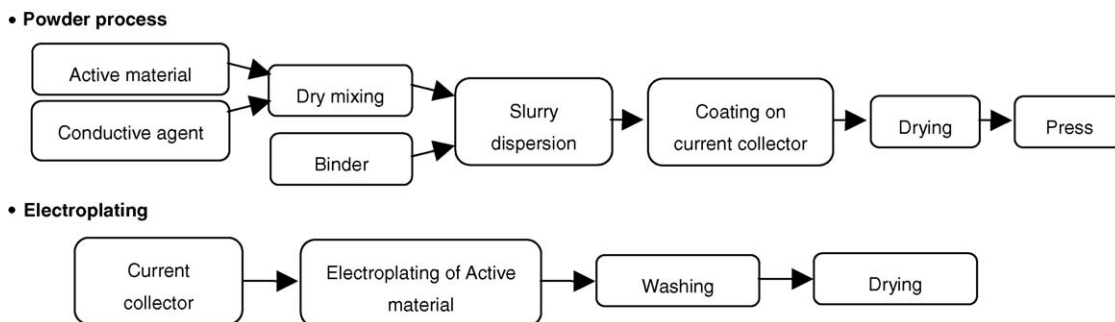 • Powder process
Active material
Conductive agent
Dry mixing
Binder
Slurry
dispersion
Coating on
current collector
Drying
Press
• Electroplating
Current
collector
Electroplating of Active
material
Washing
Drying